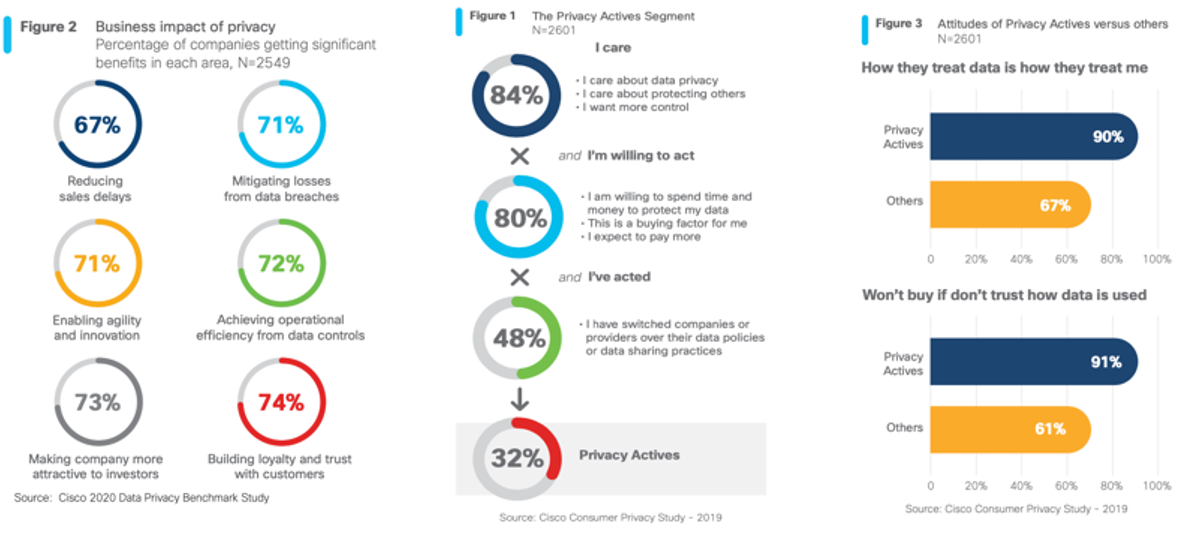 Figure 2 Business impact of privacy
Percentage of companies getting significant
benefits in each area, N=2549
67%
Reducing
sales delays
71%
Mitigating losses
from data breaches
71%
Enabling agility
and innovation
72%
Achieving operational
efficiency from data controls
73%
Making company more
attractive to investors
74%
Building loyalty and trust
with customers
Source: Cisco 2020 Data Privacy Benchmark Study
Figure 1 The Privacy Actives Segment
N=2601
I care
84%
• I care about data privacy
• I care about protecting others
• I want more control
and I'm willing to act
80%
• I am willing to spend time and
money to protect my data
• This is a buying factor for me
• I expect to pay more
and I've acted
48%
• I have switched companies or
providers over their data policies
or data sharing practices
32%
Privacy Actives
Source: Cisco Consumer Privacy Study - 2019
Figure 3 Attitudes of Privacy Actives versus others
N=2601
How they treat data is how they treat me
Privacy
Actives
90%
Others
67%
0 20% 40% 60% 80% 100%
Won't buy if don't trust how data is used
Privacy
Actives
91%
Others
61%
0 20% 40% 60% 80% 100%
Source: Cisco Consumer Privacy Study - 2019